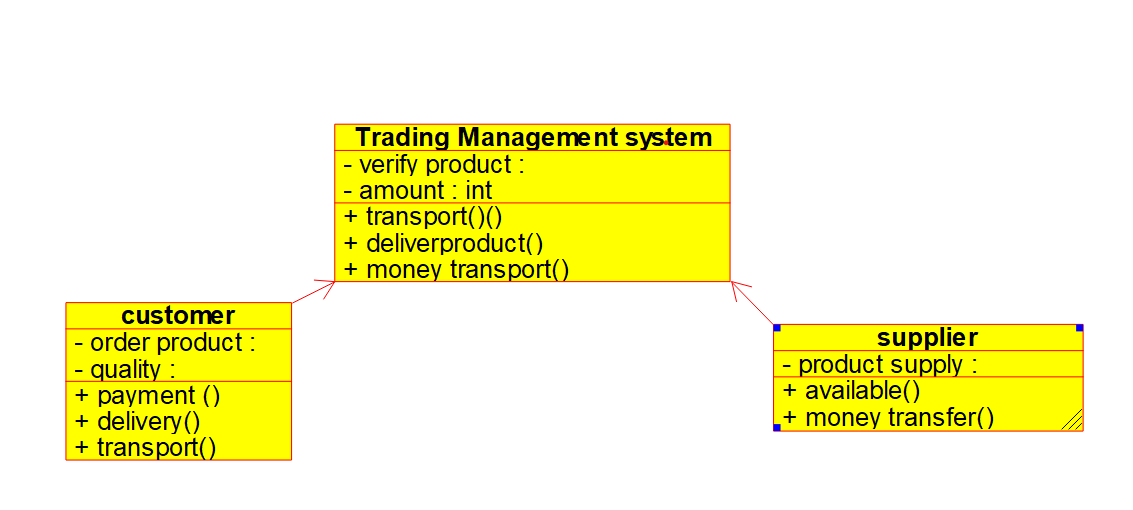 Trading Management system
- verify product :
- amount : int
+ transport()()
+ deliverproduct()
+ money transport()
customer
- order product :
- quality :
+ payment ()
+ delivery()
+ transport()
supplier
- product supply :
+ available()
+ money transfer()